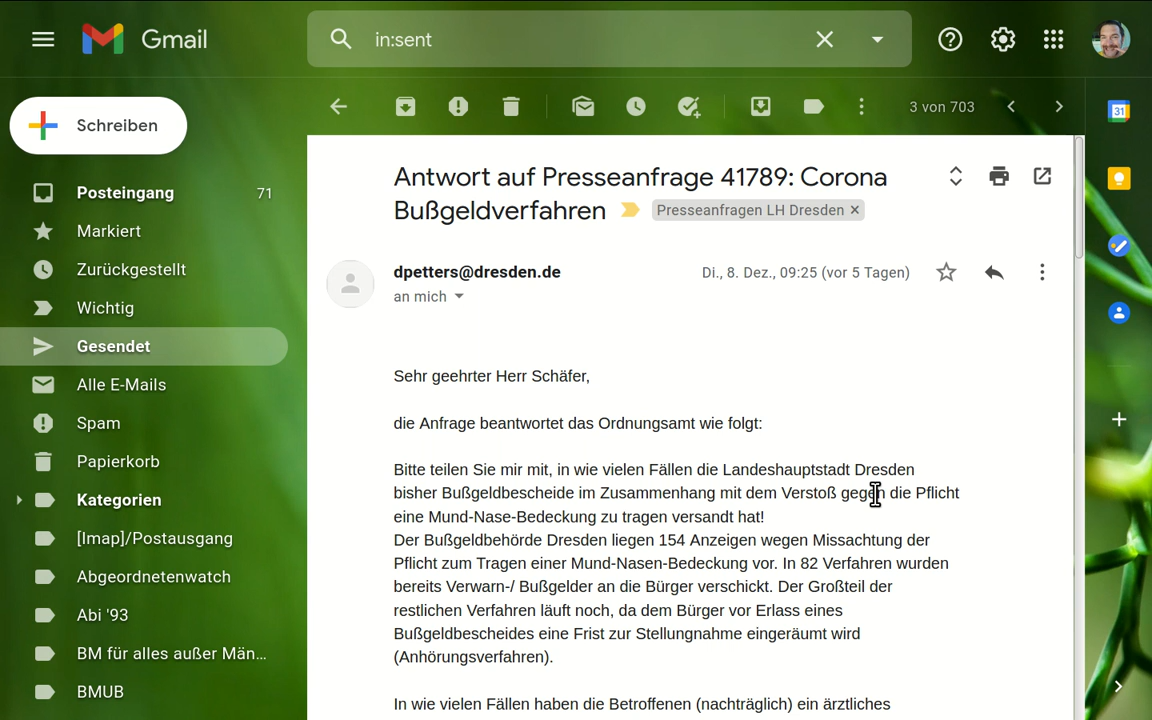 Gmail
in:sent
Schreiben
3 von 703
Posteingang 71
Markiert
Zurückgestellt
Wichtig
Gesendet
Alle E-Mails
Spam
Papierkorb
Kategorien
[Imap]/Postausgang
Abgeordnetenwatch
Abi '93
BM für alles außer Män...
BMUB
Antwort auf Presseanfrage 41789: Corona
Bußgeldverfahren Presseanfragen LH Dresden ×
dpetters@dresden.de Di., 8. Dez., 09:25 (vor 5 Tagen)
an mich
Sehr geehrter Herr Schäfer,
die Anfrage beantwortet das Ordnungsamt wie folgt:
Bitte teilen Sie mir mit, in wie vielen Fällen die Landeshauptstadt Dresden
bisher Bußgeldbescheide im Zusammenhang mit dem Verstoß gegen die Pflicht
eine Mund-Nase-Bedeckung zu tragen versandt hat!
Der Bußgeldbehörde Dresden liegen 154 Anzeigen wegen Missachtung der
Pflicht zum Tragen einer Mund-Nasen-Bedeckung vor. In 82 Verfahren wurden
bereits Verwarn-/ Bußgelder an die Bürger verschickt. Der Großteil der
restlichen Verfahren läuft noch, da dem Bürger vor Erlass eines
Bußgeldbescheides eine Frist zur Stellungnahme eingeräumt wird
(Anhörungsverfahren).
In wie vielen Fällen haben die Betroffenen (nachträglich) ein ärztliches
31